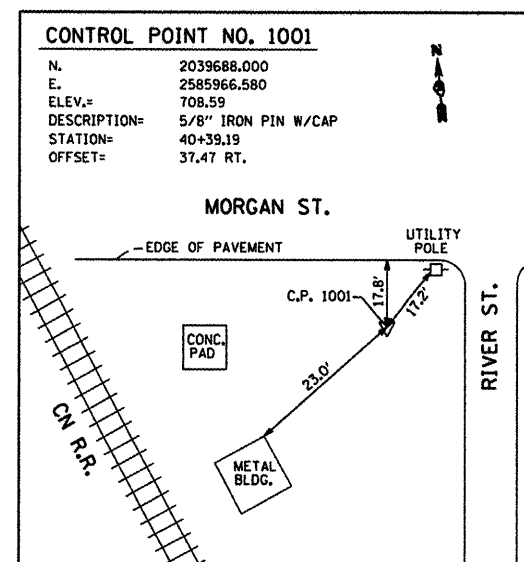 CONTROL POINT NO. 1001
N. 2039688.000
E. 2585966.580
ELEV.= 708.59
DESCRIPTION= 5/8" IRON PIN W/CAP
STATION= 40+39.19
OFFSET= 37.47 RT.
N
MORGAN ST.
EDGE OF PAVEMENT
UTILITY
POLE
C.P. 1001
17.8'
17.2'
RIVER ST.
CONC.
PAD
23.0'
CN R.R.
METAL
BLDG.